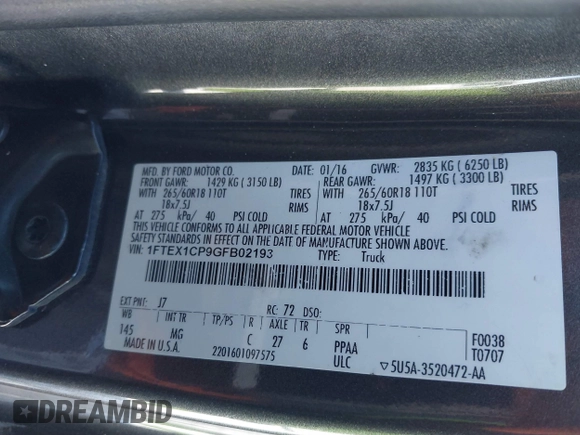 MFD. BY FORD MOTOR CO. DATE: 01/16 GVWR: 2835 KG ( 6250 LB)
FRONT GAWR: 1429 KG ( 3150 LB) REAR GAWR: 1497 KG ( 3300 LB)
WITH 265/60R18 110T TIRES WITH 265/60R18 110T TIRES
18x7.5J RIMS 18x7.5J RIMS
AT 275 kPa/ 40 PSI COLD AT 275 kPa/ 40 PSI COLD
THIS VEHICLE CONFORMS TO ALL APPLICABLE FEDERAL MOTOR VEHICLE
SAFETY STANDARDS IN EFFECT ON THE DATE OF MANUFACTURE SHOWN ABOVE.
VIN: 1FTEX1CP9GFB02193 TYPE: Truck
EXT PNT: J7 RC: 72 DSO:
WB INT TR TP/PS R AXLE TR SPR F0038
145 MG C 27 6 PPAA T0707
MADE IN U.S.A. 2201601097575 ULC ▽5U5A-3520472-AA
DREAMBID